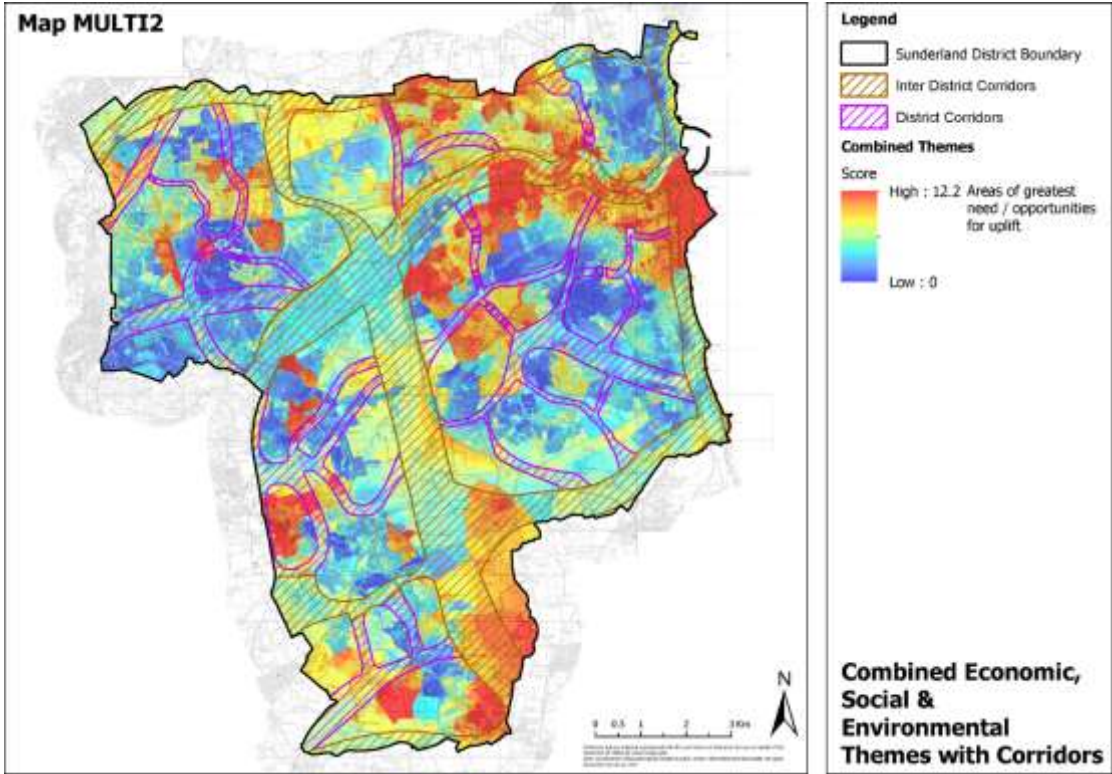 Map MULTI2
N
0 0.5 1 2 3 Km
Legend
Sunderland District Boundary
Inter District Corridors
District Corridors
Combined Themes
Score
High : 12.2 Areas of greatest
need / opportunities
for uplift
Low : 0
Combined Economic,
Social &
Environmental
Themes with Corridors